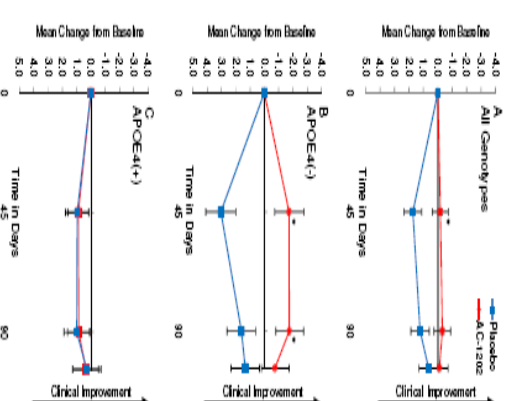 A
All Genotypes
Placebo
AC-1202
Mean Change from Baseline
-4.0
-3.0
-2.0
-1.0
0.0
1.0
2.0
3.0
4.0
5.0
*
0
45
90
Time in Days
Clinical Improvement
B
APOE4(-)
Mean Change from Baseline
-4.0
-3.0
-2.0
-1.0
0.0
1.0
2.0
3.0
4.0
5.0
*
*
0
45
90
Time in Days
Clinical Improvement
C
APOE4(+)
Mean Change from Baseline
-4.0
-3.0
-2.0
-1.0
0.0
1.0
2.0
3.0
4.0
5.0
0
45
90
Time in Days
Clinical Improvement